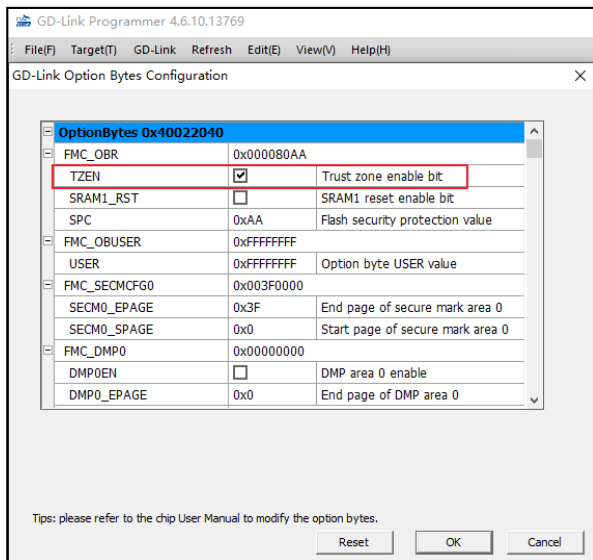 GD-Link Programmer 4.6.10.13769
File(F) Target(T) GD-Link Refresh Edit(E) View(V) Help(H)
GD-Link Option Bytes Configuration
OptionBytes 0x40022040
FMC_OBR 0x000080AA
TZEN Trust zone enable bit
SRAM1_RST SRAM1 reset enable bit
SPC 0xAA Flash security protection value
FMC_OBUSER 0xFFFFFFFF
USER 0xFFFFFFFF Option byte USER value
FMC_SECMCFG0 0x003F0000
SECM0_EPAGE 0x3F End page of secure mark area 0
SECM0_SPAGE 0x0 Start page of secure mark area 0
FMC_DMP0 0x00000000
DMP0EN DMP area 0 enable
DMP0_EPAGE 0x0 End page of DMP area 0
Tips: please refer to the chip User Manual to modify the option bytes.
Reset OK Cancel